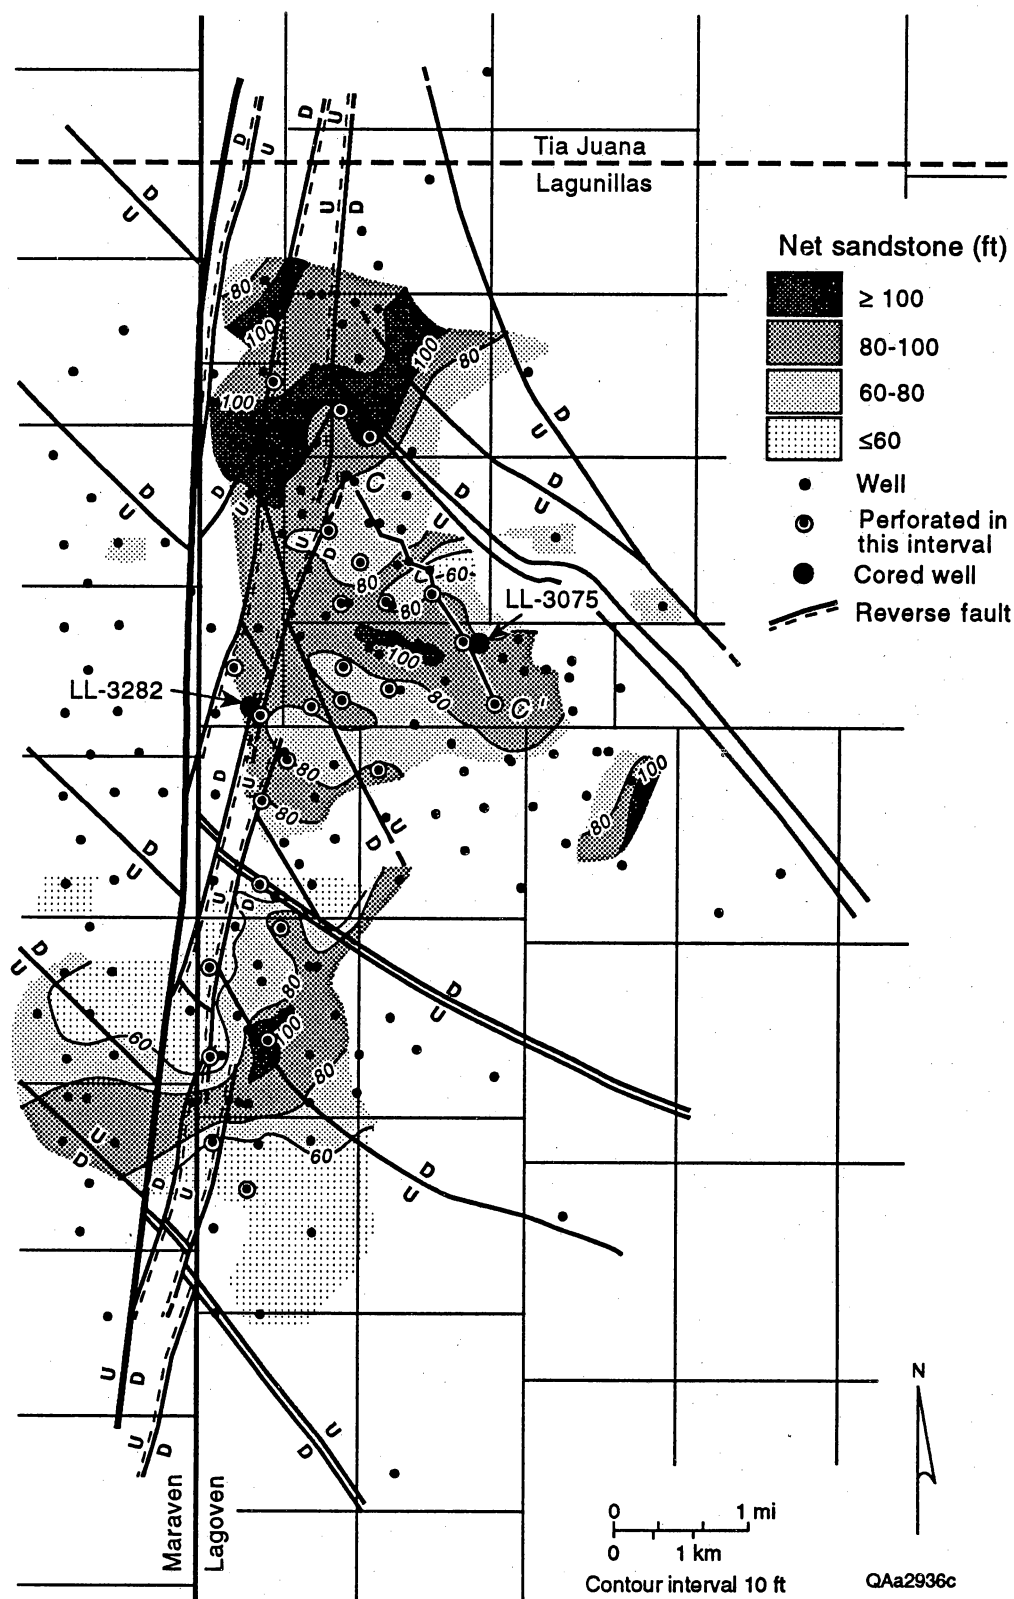 D
U
D
U
U
D
Tia Juana
Lagunillas
D
U
Net sandstone (ft)
≥ 100
80-100
60-80
≤60
Well
Perforated in
this interval
Cored well
Reverse fault
80
100
100
80
100
D
U
D
U
D
U
D
U
D
U
C
U
D
80
60
80
LL-3075
100
LL-3282
80
C'
D
U
80
80
100
80
U
D
D
U
U
D
D
U
80
D
U
60
100
80
U
D
60
D
U
D
U
U
D
U
D
U
D
Maraven
Lagoven
N
0 1 mi
0 1 km
Contour interval 10 ft
QAa2936c